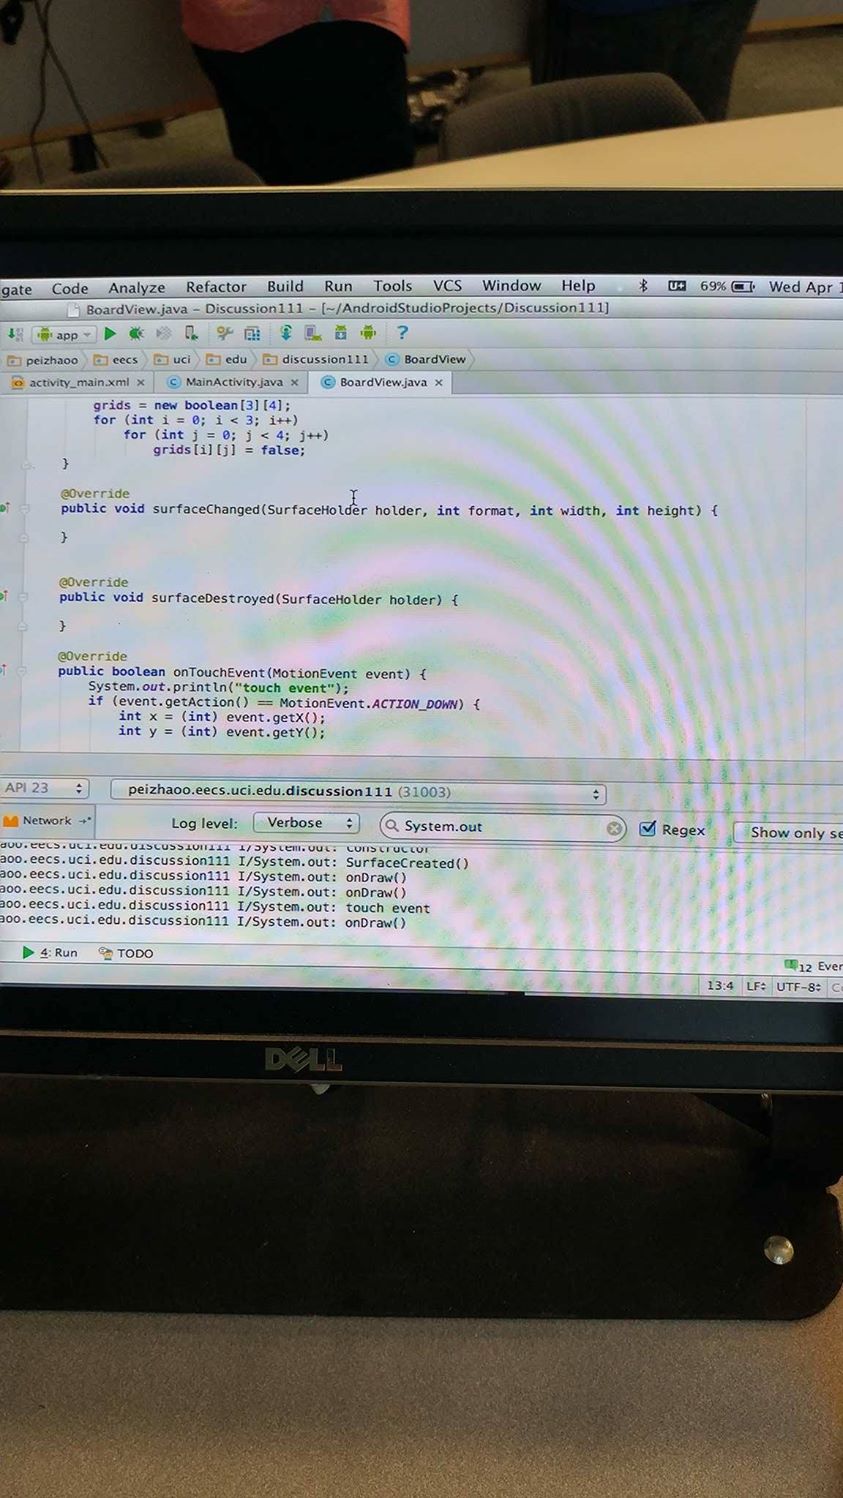 gate Code Analyze Refactor Build Run Tools VCS Window Help 69% Wed Apr 1
BoardView.java – Discussion111 – [~/AndroidStudioProjects/Discussion111]
app ?
peizhaoo eecs uci edu discussion111 BoardView
activity_main.xml × MainActivity.java × BoardView.java ×
grids = new boolean[3][4];
for (int i = 0; i < 3; i++)
for (int j = 0; j < 4; j++)
grids[i][j] = false;
}
@Override
public void surfaceChanged(SurfaceHolder holder, int format, int width, int height) {
}
@Override
public void surfaceDestroyed(SurfaceHolder holder) {
}
@Override
public boolean onTouchEvent(MotionEvent event) {
System.out.println("touch event");
if (event.getAction() == MotionEvent.ACTION_DOWN) {
int x = (int) event.getX();
int y = (int) event.getY();
API 23 peizhaoo.eecs.uci.edu.discussion111 (31003)
Network Log level: Verbose System.out Regex Show only se
aoo.eecs.uci.edu.discussion111 I/System.out: constructor
aoo.eecs.uci.edu.discussion111 I/System.out: SurfaceCreated()
aoo.eecs.uci.edu.discussion111 I/System.out: onDraw()
aoo.eecs.uci.edu.discussion111 I/System.out: onDraw()
aoo.eecs.uci.edu.discussion111 I/System.out: touch event
aoo.eecs.uci.edu.discussion111 I/System.out: onDraw()
4: Run TODO 12 Even
13:4 LF UTF-8 C
DELL